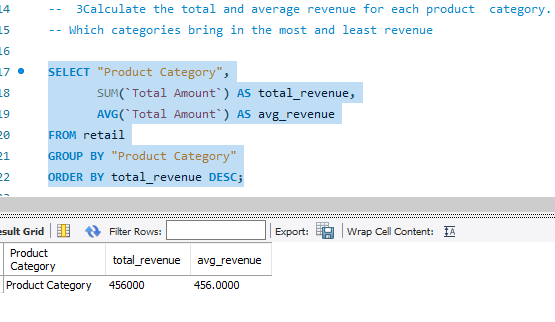 14 -- 3Calculate the total and average revenue for each product category.
15 -- Which categories bring in the most and least revenue
16
17 SELECT "Product Category",
18 SUM(`Total Amount`) AS total_revenue,
19 AVG(`Total Amount`) AS avg_revenue
20 FROM retail
21 GROUP BY "Product Category"
22 ORDER BY total_revenue DESC;
Result Grid Filter Rows: Export: Wrap Cell Content: IA
Product Category total_revenue avg_revenue
Product Category 456000 456.0000